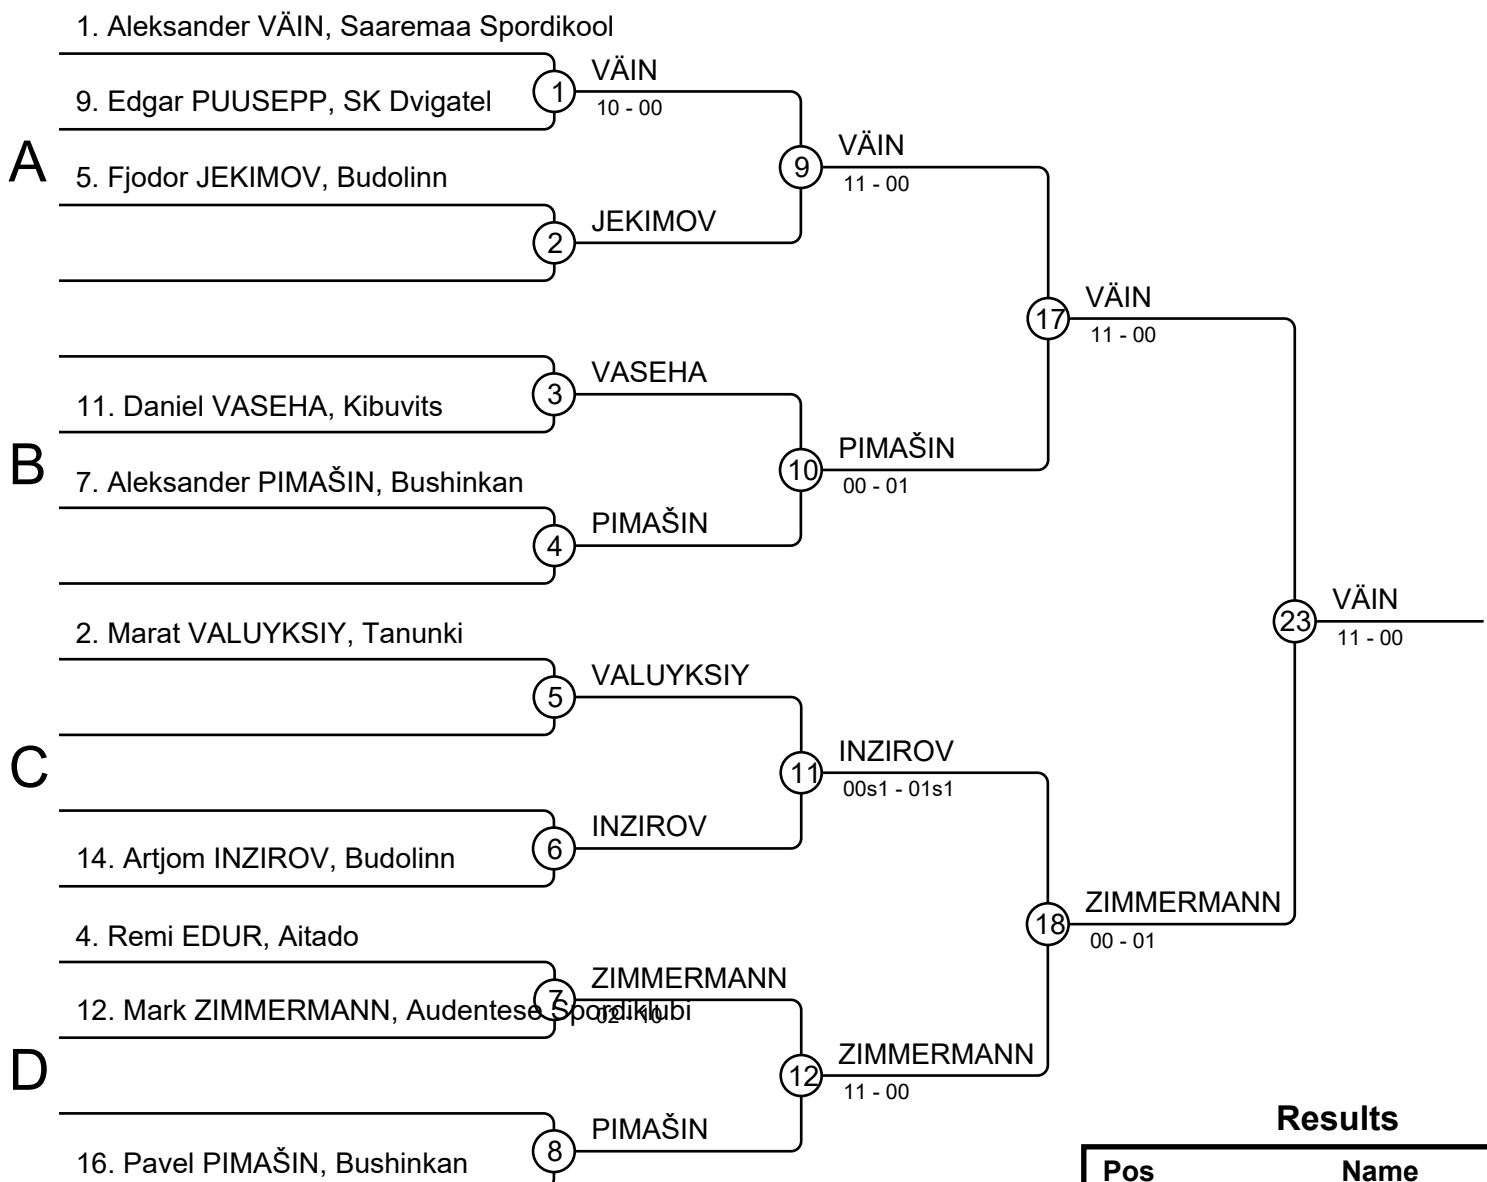 1. Aleksander VÄIN, Saaremaa Spordikool
VÄIN
1
9. Edgar PUUSEPP, SK Dvigatel
10 - 00
VÄIN
A
9
5. Fjodor JEKIMOV, Budolinn
11 - 00
JEKIMOV
2
VÄIN
17
11 - 00
VASEHA
3
11. Daniel VASEHA, Kibuvits
PIMAŠIN
B
10
7. Aleksander PIMAŠIN, Bushinkan
00 - 01
PIMAŠIN
4
VÄIN
23
11 - 00
2. Marat VALUYKSIY, Tanunki
VALUYKSIY
5
INZIROV
C
11
00s1 - 01s1
INZIROV
6
14. Artjom INZIROV, Budolinn
ZIMMERMANN
18
00 - 01
4. Remi EDUR, Aitado
ZIMMERMANN
7
12. Mark ZIMMERMANN, Audentese Spordiklubi
02 - 10
ZIMMERMANN
D
12
11 - 00
PIMAŠIN
8
16. Pavel PIMAŠIN, Bushinkan
Results
Pos Name